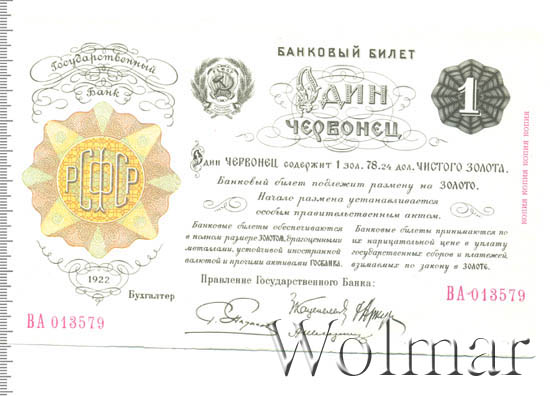 Государственный
Банк
РСФСР
1922
Бухгалтер
ВА 013579
БАНКОВЫЙ БИЛЕТ
ОДИН
ЧЕРВОНЕЦ
1
ОДИН ЧЕРВОНЕЦ СОДЕРЖИТ 1 ЗОЛ. 78.24 ДОЛ. ЧИСТОГО ЗОЛОТА.
Банковый билет подлежит размену на ЗОЛОТО.
Начало размена устанавливается
особым правительственным актом.
Банковые билеты обеспечиваются
в полном размере ЗОЛОТОМ, драгоценными
металлами, устойчивой иностранной
валютой и прочими активами ГОСБАНКА.
Банковые билеты принимаются по
их нарицательной цене в уплату
государственных сборов и платежей
взимаемых по закону в ЗОЛОТЕ.
Правление Государственного Банка:
ВА-013579
копия копия копия копия
Wolmar